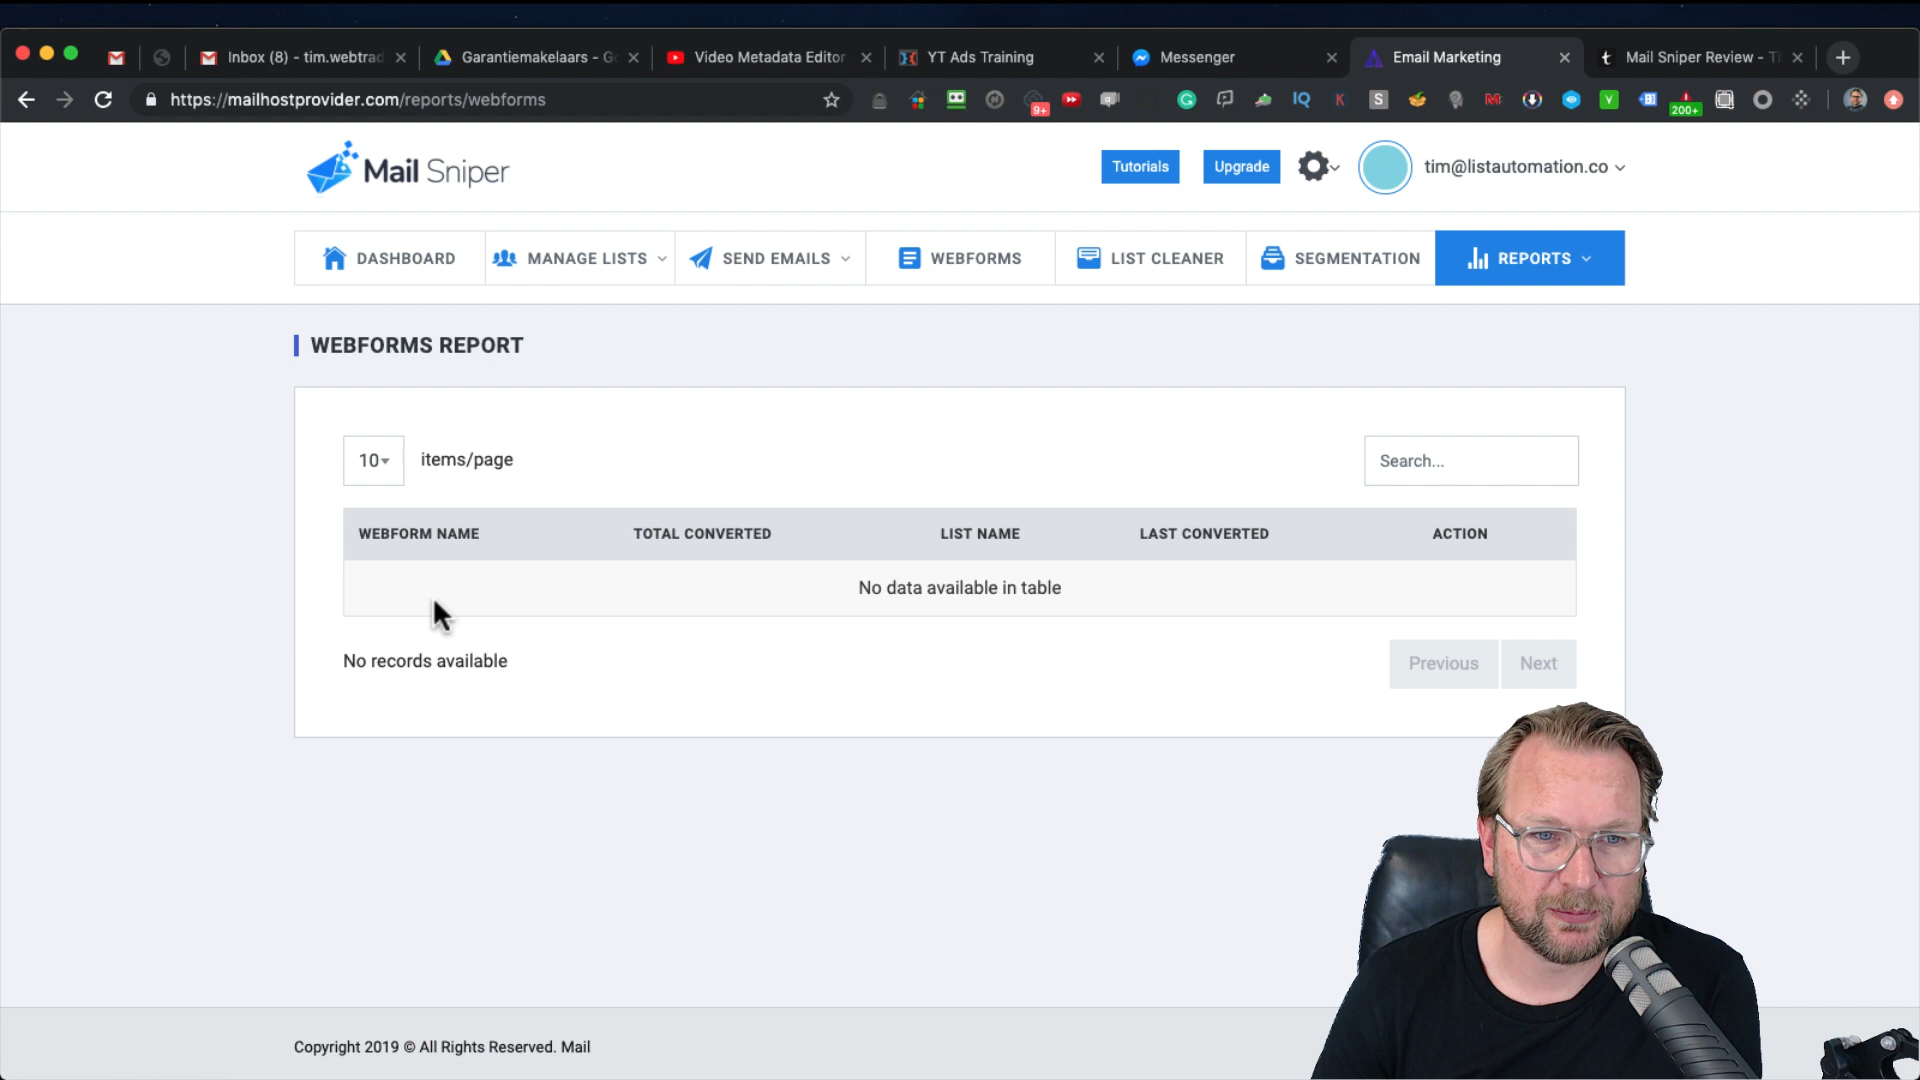 Inbox (8) - tim.webtrad
Garantiemakelaars - Go
Video Metadata Editor
YT Ads Training
Messenger
Email Marketing
Mail Sniper Review - Ti
https://mailhostprovider.com/reports/webforms
9+
IQ
K
S
V
200+
Mail Sniper
Tutorials
Upgrade
tim@listautomation.co
DASHBOARD
MANAGE LISTS
SEND EMAILS
WEBFORMS
LIST CLEANER
SEGMENTATION
REPORTS
WEBFORMS REPORT
10 items/page
Search...
WEBFORM NAME
TOTAL CONVERTED
LIST NAME
LAST CONVERTED
ACTION
No data available in table
No records available
Previous
Next
Copyright 2019 © All Rights Reserved. Mail